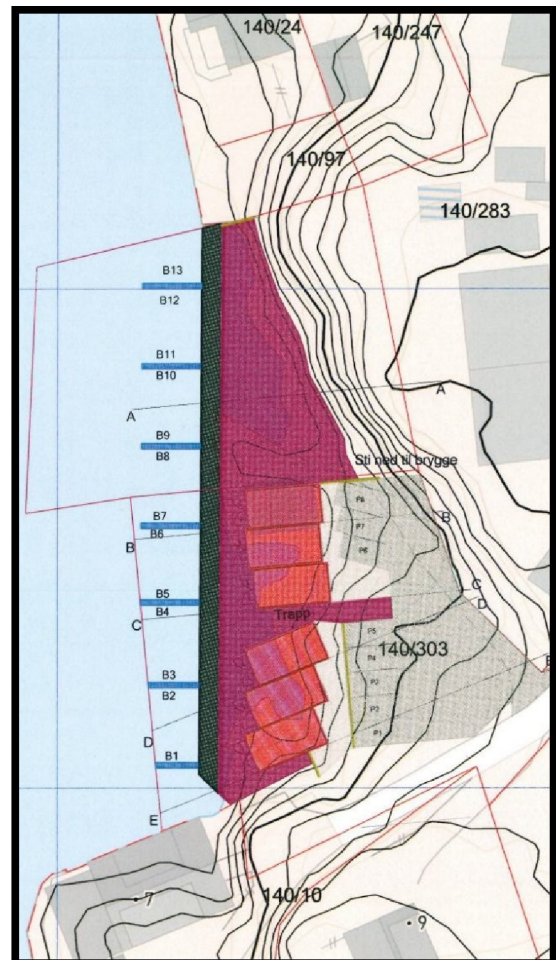 140/24
140/247
140/97
140/283
B13
B12
B11
B10
A
A
B9
B8
Sti ned til brygge
B7
B6
B
B
P8
P7
P6
B5
B4
C
C
D
Trapp
P5
P4
140/303
B3
B2
P3
P2
P1
D
E
B1
E
140/10
7
9